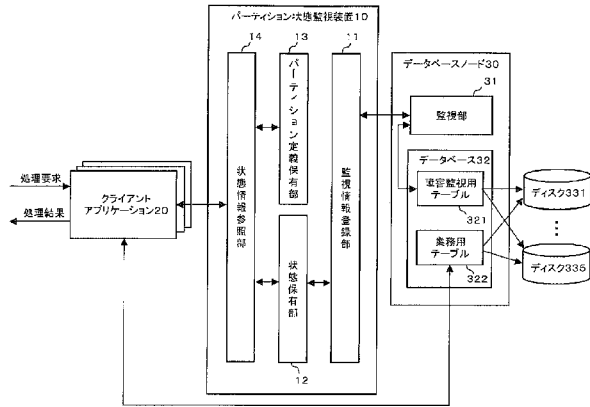 パーティション状態監視装置10
14
13
11
データベースノード30
31
監視部
パーティション定義保有部
状態情報参照部
監視情報登録部
状態保有部
12
処理要求
処理結果
クライアント
アプリケーション20
データベース32
障害監視用
テーブル
321
業務用
テーブル
322
ディスク331
ディスク335